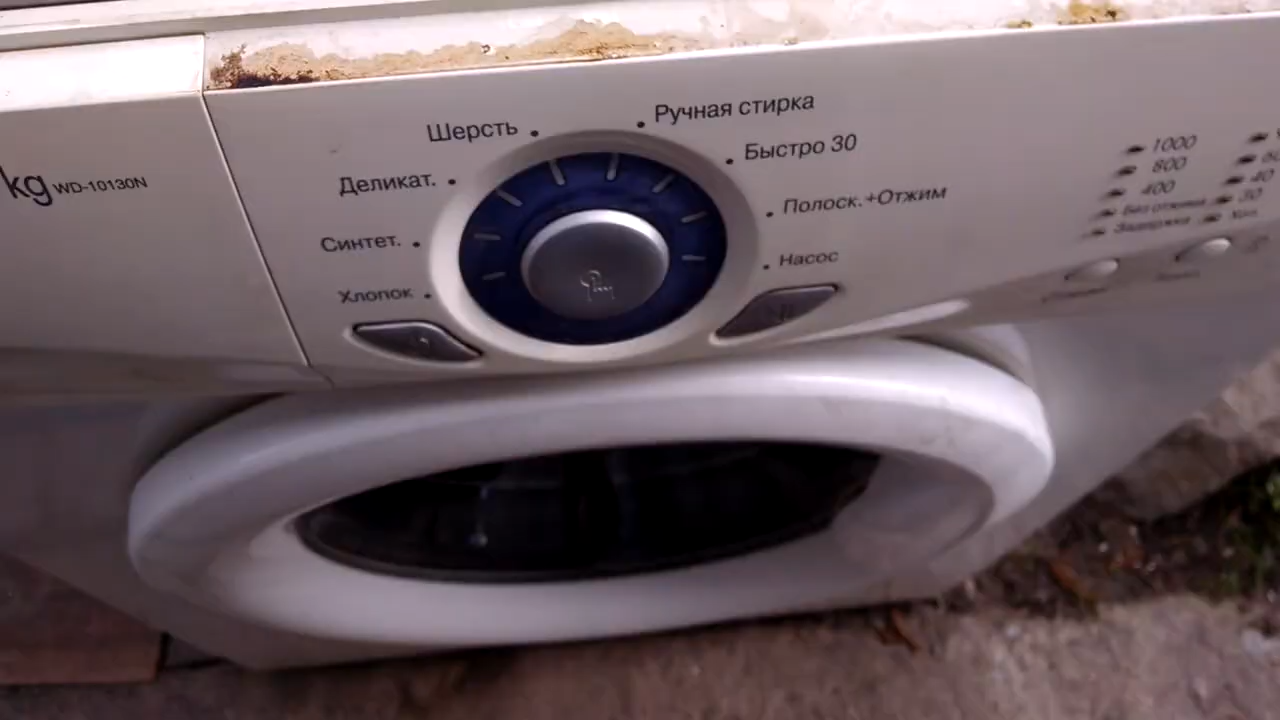 kg WD-10130N
Шерсть
Ручная стирка
Деликат.
Быстро 30
Синтет.
Полоск.+Отжим
Хлопок
Насос
1000
800
400
Без отжима
Задержка
40
30